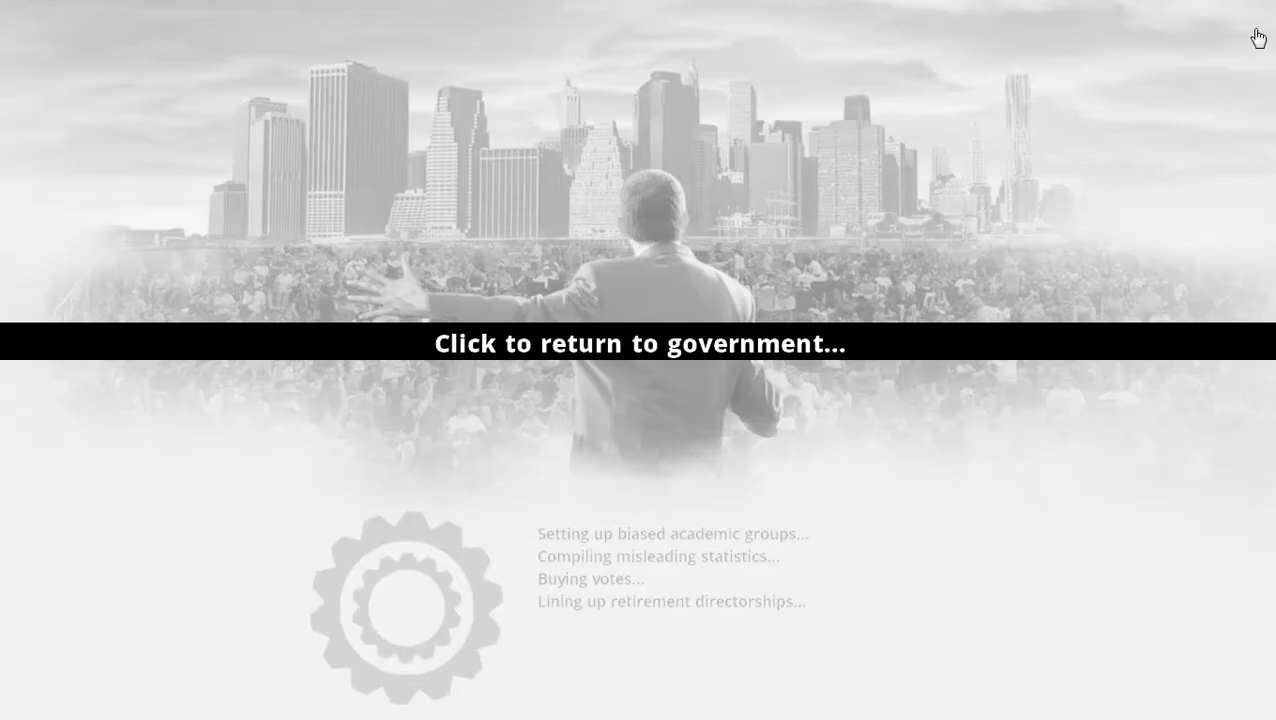 Click to return to government...
Setting up biased academic groups...
Compiling misleading statistics...
Buying votes...
Lining up retirement directorships...